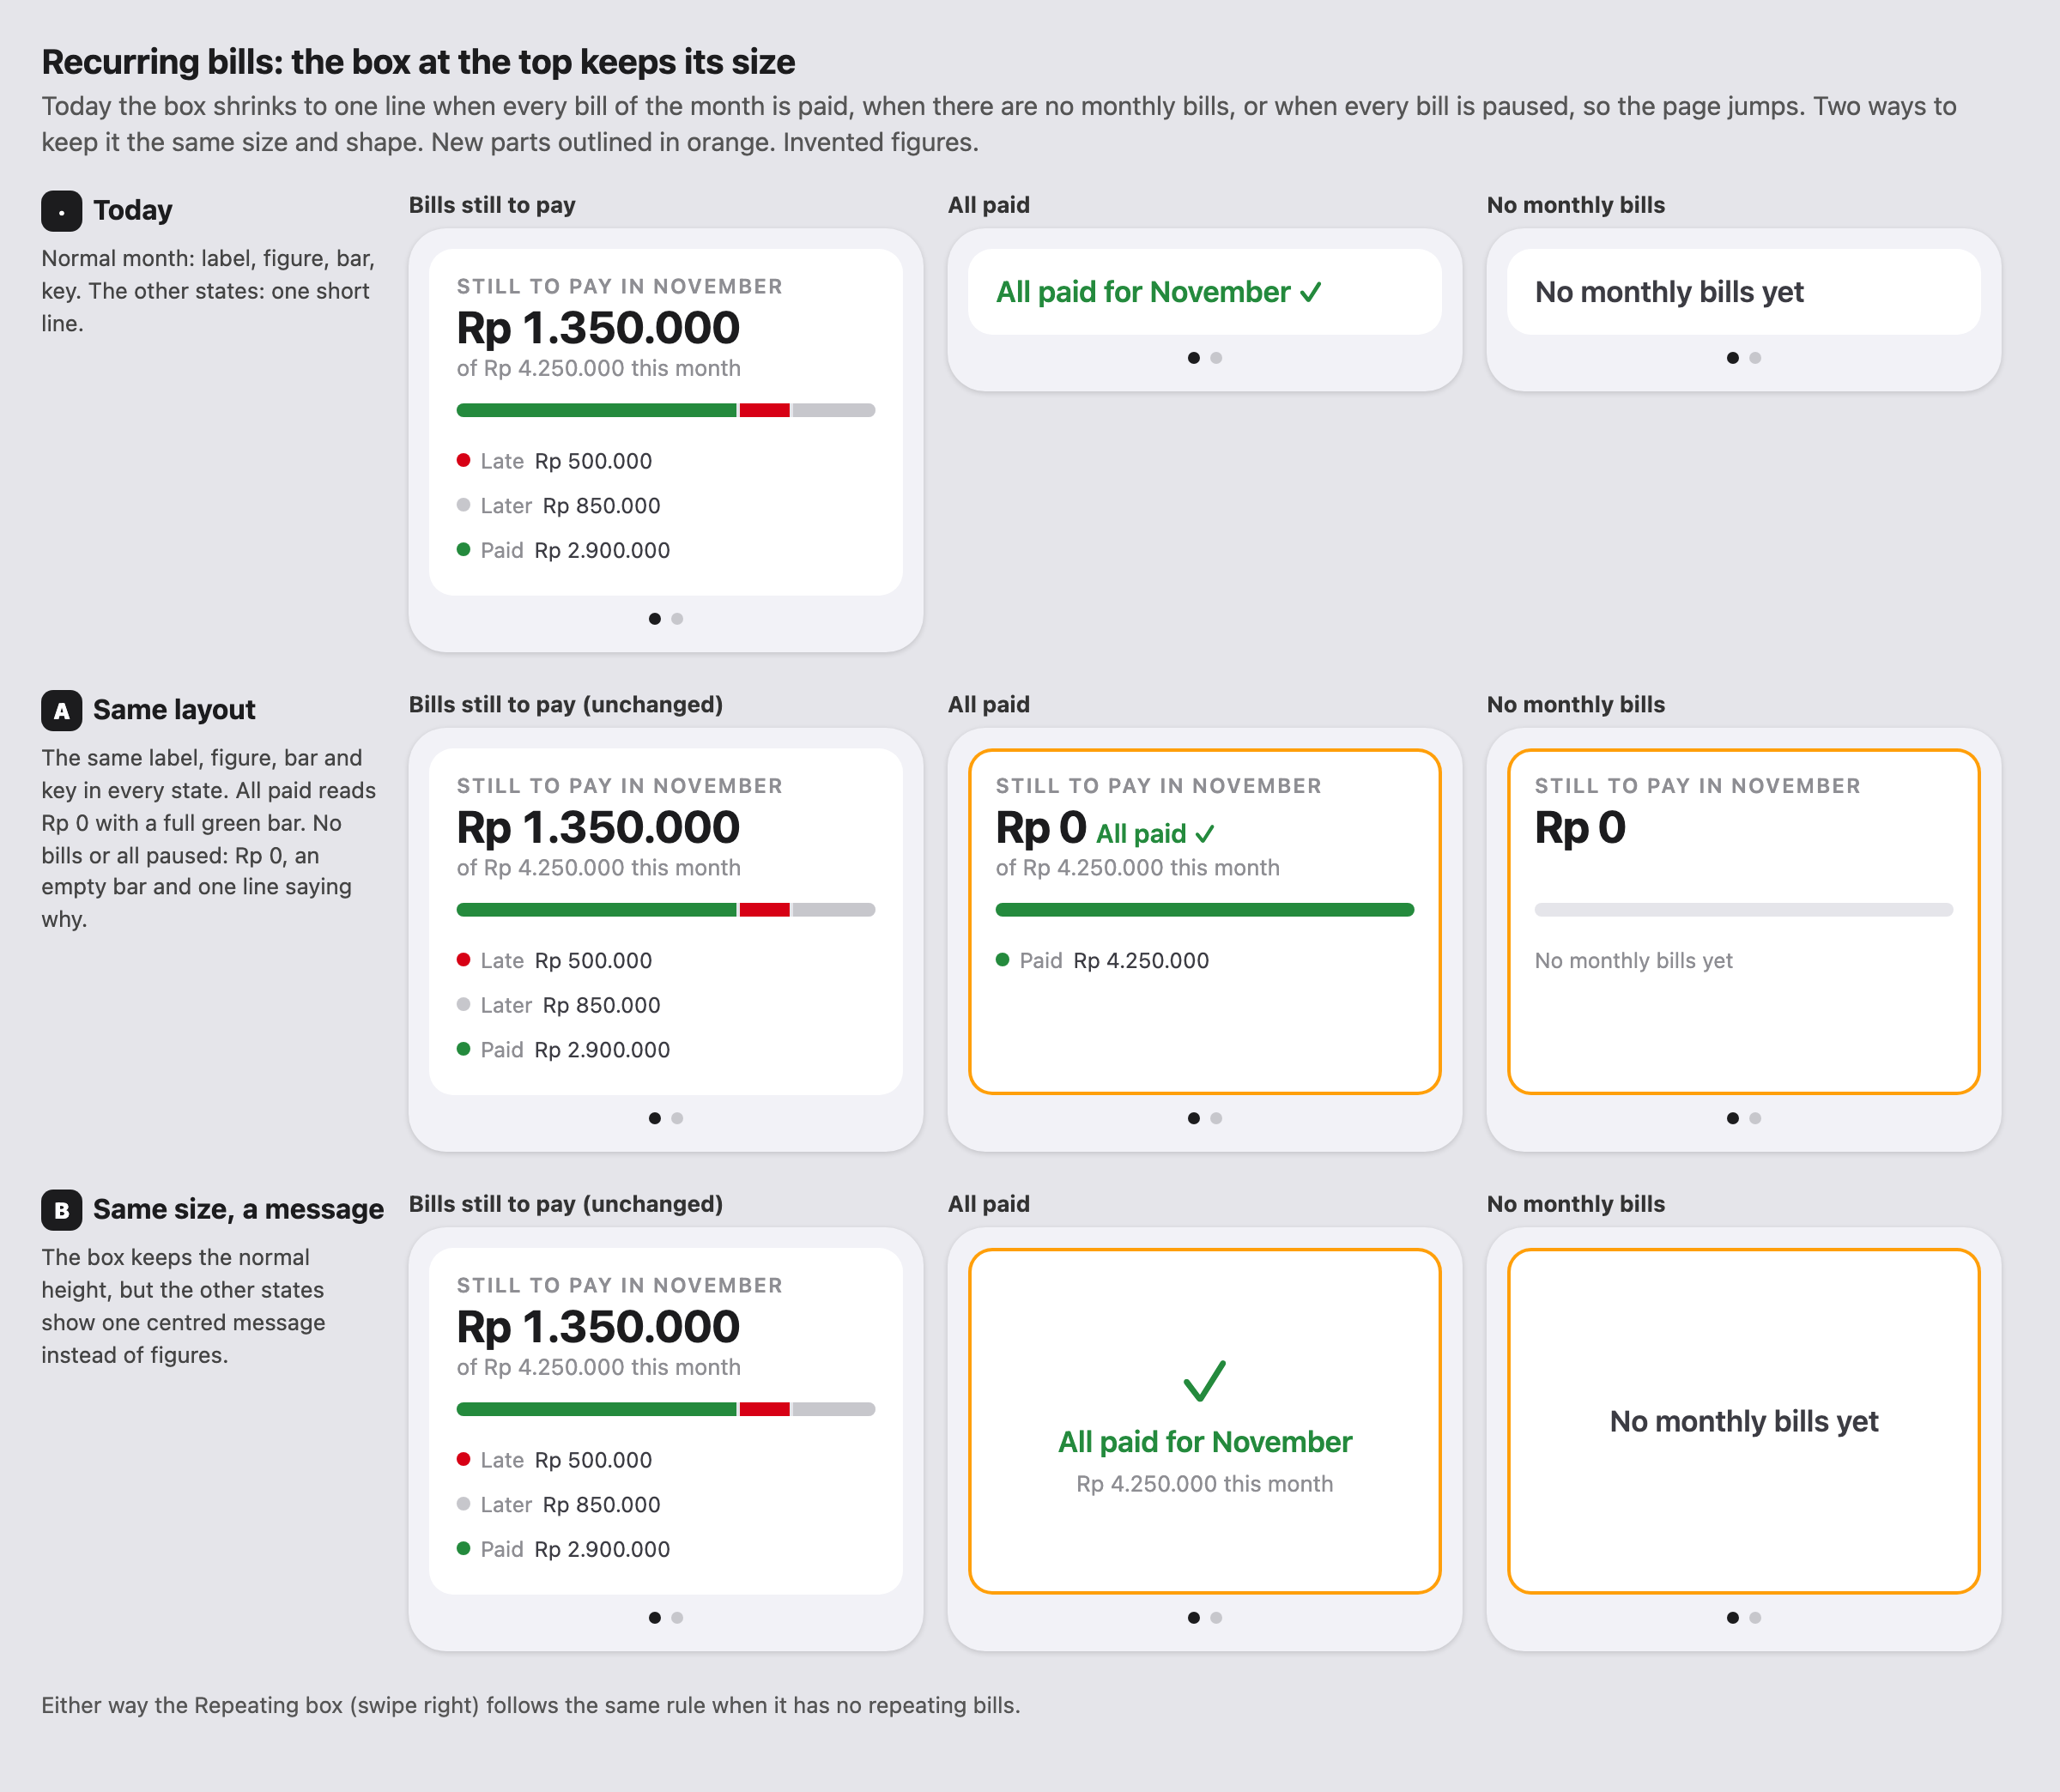 Recurring bills: the box at the top keeps its size
Today the box shrinks to one line when every bill of the month is paid, when there are no monthly bills, or when every bill is paused, so the page jumps. Two ways to
keep it the same size and shape. New parts outlined in orange. Invented figures.
Today
Normal month: label, figure, bar,
key. The other states: one short
line.
Bills still to pay
STILL TO PAY IN NOVEMBER
Rp 1.350.000
of Rp 4.250.000 this month
Late Rp 500.000
Later Rp 850.000
Paid Rp 2.900.000
All paid
All paid for November ✓
No monthly bills
No monthly bills yet
A Same layout
The same label, figure, bar and
key in every state. All paid reads
Rp 0 with a full green bar. No
bills or all paused: Rp 0, an
empty bar and one line saying
why.
Bills still to pay (unchanged)
STILL TO PAY IN NOVEMBER
Rp 1.350.000
of Rp 4.250.000 this month
Late Rp 500.000
Later Rp 850.000
Paid Rp 2.900.000
All paid
STILL TO PAY IN NOVEMBER
Rp 0 All paid ✓
of Rp 4.250.000 this month
Paid Rp 4.250.000
No monthly bills
STILL TO PAY IN NOVEMBER
Rp 0
No monthly bills yet
B Same size, a message
The box keeps the normal
height, but the other states
show one centred message
instead of figures.
Bills still to pay (unchanged)
STILL TO PAY IN NOVEMBER
Rp 1.350.000
of Rp 4.250.000 this month
Late Rp 500.000
Later Rp 850.000
Paid Rp 2.900.000
All paid
✓
All paid for November
Rp 4.250.000 this month
No monthly bills
No monthly bills yet
Either way the Repeating box (swipe right) follows the same rule when it has no repeating bills.